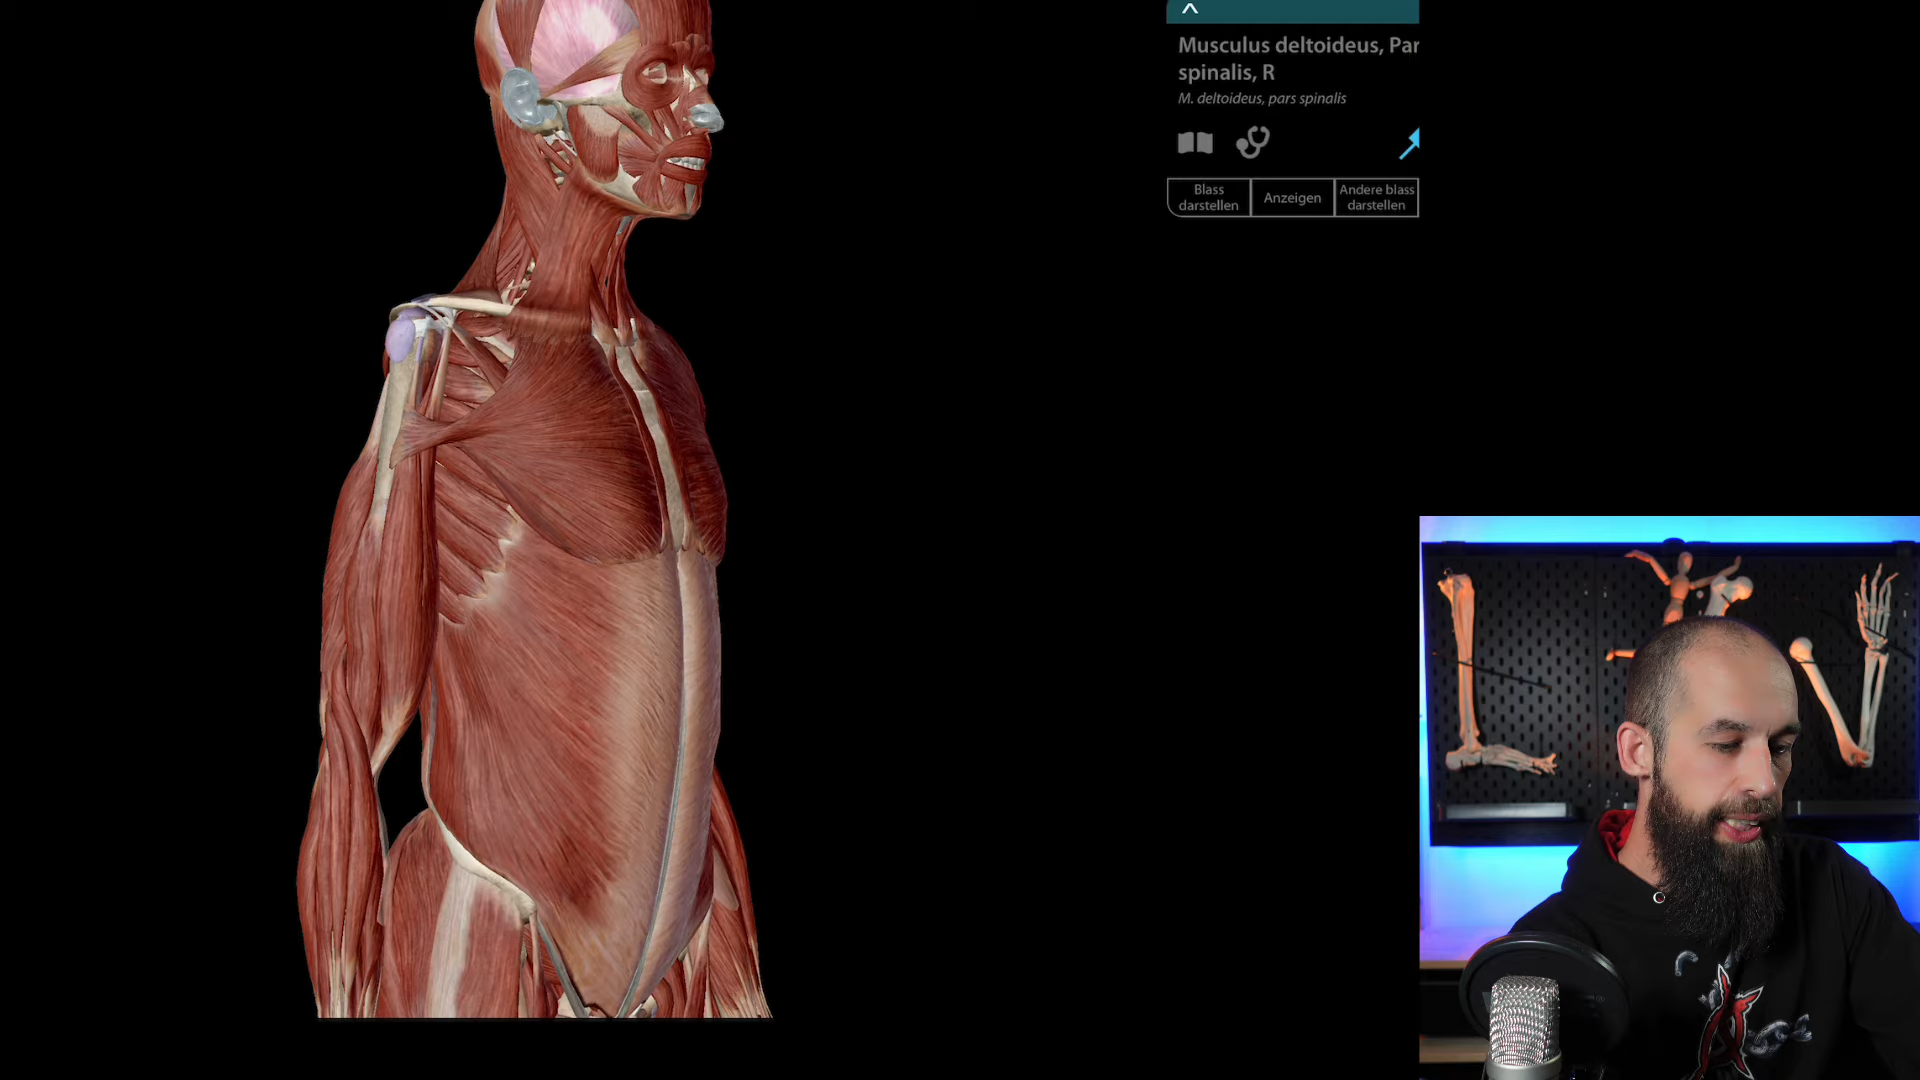 Musculus deltoideus, Par
spinalis, R
M. deltoideus, pars spinalis
Blass
darstellen
Anzeigen
Andere blass
darstellen